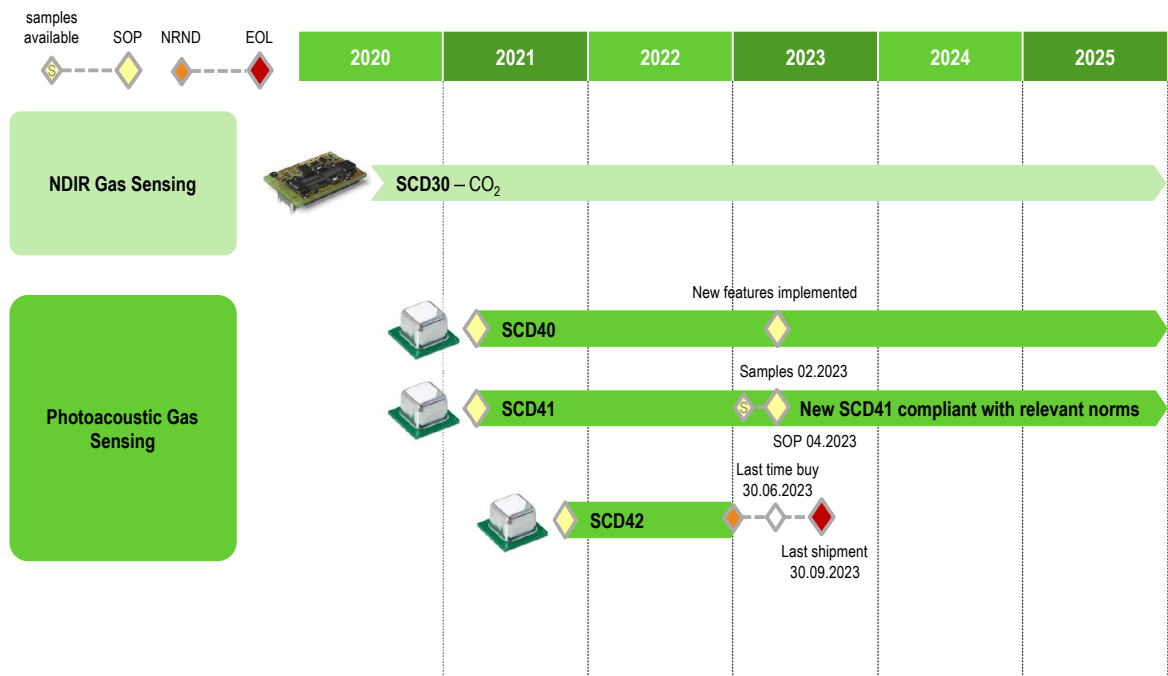 samples
available
SOP
NRND
EOL
S
2020
2021
2022
2023
2024
2025
NDIR Gas Sensing
SCD30 – CO₂
Photoacoustic Gas
Sensing
New features implemented
SCD40
Samples 02.2023
SCD41
S
New SCD41 compliant with relevant norms
SOP 04.2023
Last time buy
30.06.2023
SCD42
Last shipment
30.09.2023